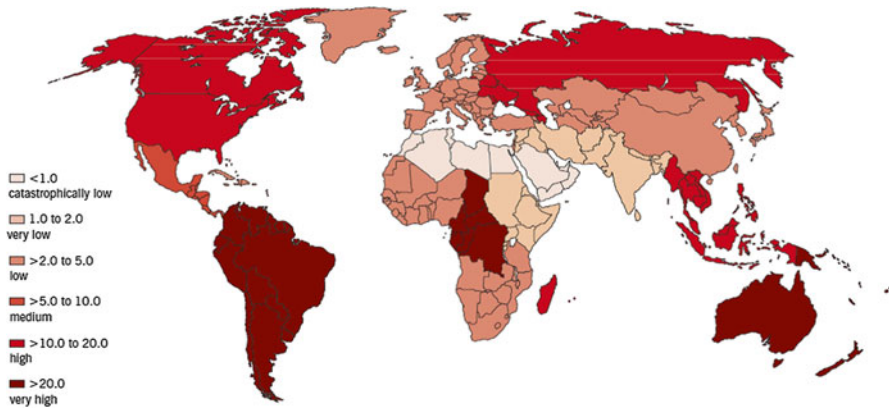 <1.0
catastrophically low
1.0 to 2.0
very low
>2.0 to 5.0
low
>5.0 to 10.0
medium
>10.0 to 20.0
high
>20.0
very high